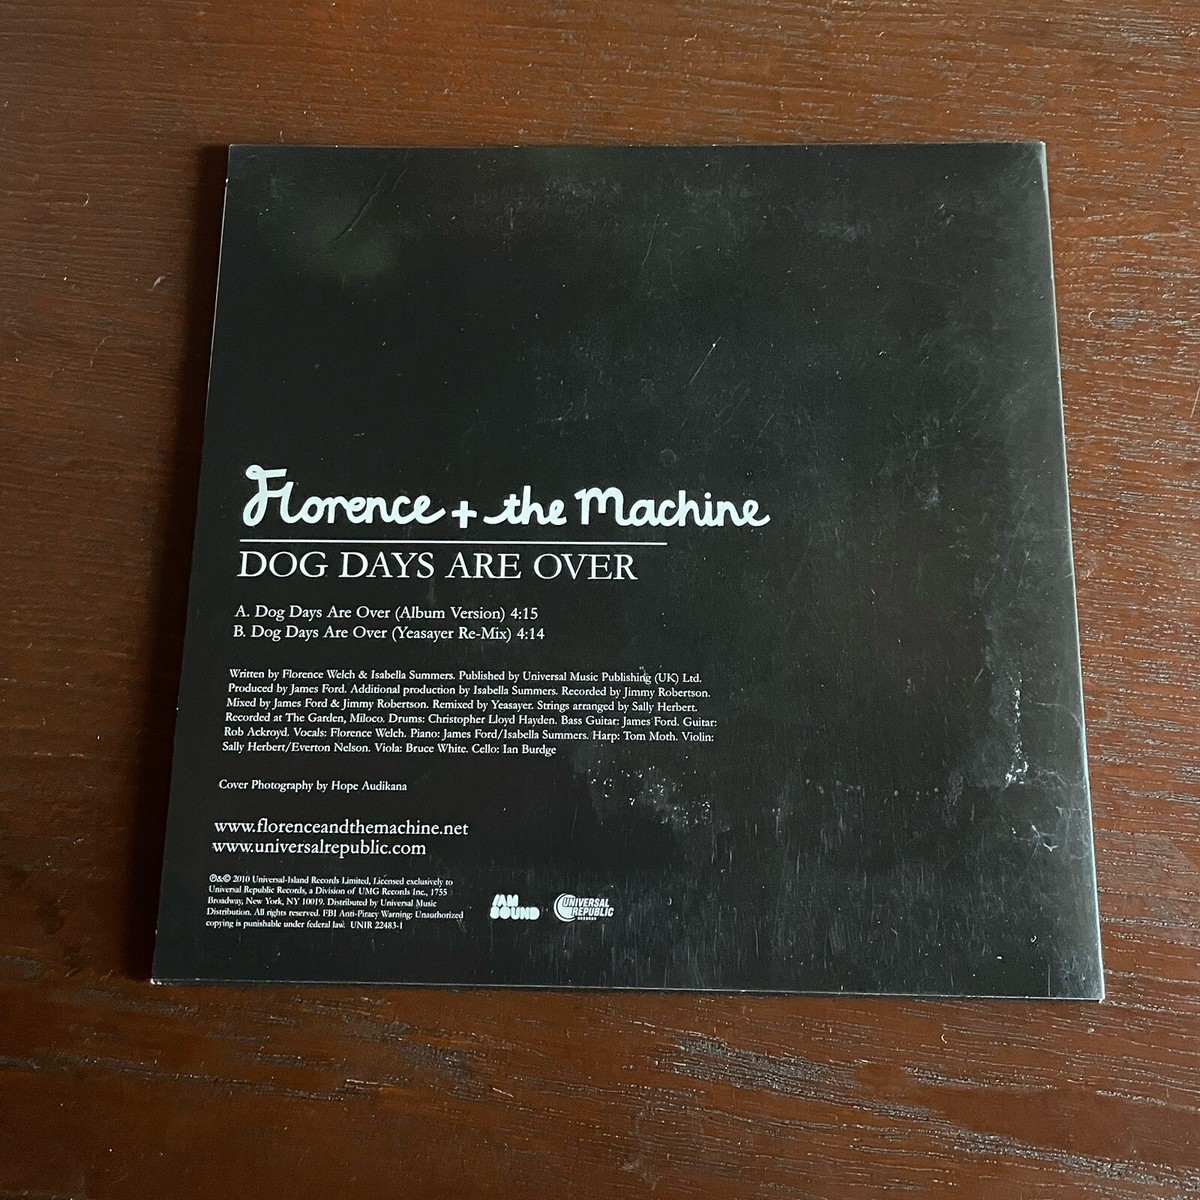 Florence + the Machine
DOG DAYS ARE OVER
A. Dog Days Are Over (Album Version) 4:15
B. Dog Days Are Over (Yeasayer Re-Mix) 4:14
Written by Florence Welch & Isabella Summers. Published by Universal Music Publishing (UK) Ltd.
Produced by James Ford. Additional production by Isabella Summers. Recorded by Jimmy Robertson.
Mixed by James Ford & Jimmy Robertson. Remixed by Yeasayer. Strings arranged by Sally Herbert.
Recorded at The Garden, Miloco. Drums: Christopher Lloyd Hayden. Bass Guitar: James Ford. Guitar:
Rob Ackroyd. Vocals: Florence Welch. Piano: James Ford/Isabella Summers. Harp: Tom Moth. Violin:
Sally Herbert/Everton Nelson. Viola: Bruce White. Cello: Ian Burdge
Cover Photography by Hope Audikana
www.florenceandthemachine.net
www.universalrepublic.com
℗&© 2010 Universal-Island Records Limited, Licensed exclusively to
Universal Republic Records, a Division of UMG Records Inc., 1755
Broadway, New York, NY 10019. Distributed by Universal Music
Distribution. All rights reserved. FBI Anti-Piracy Warning: Unauthorized
copying is punishable under federal law. UNIR 22483-1
IAM
SOUND
UNIVERSAL
REPUBLIC
RECORDS